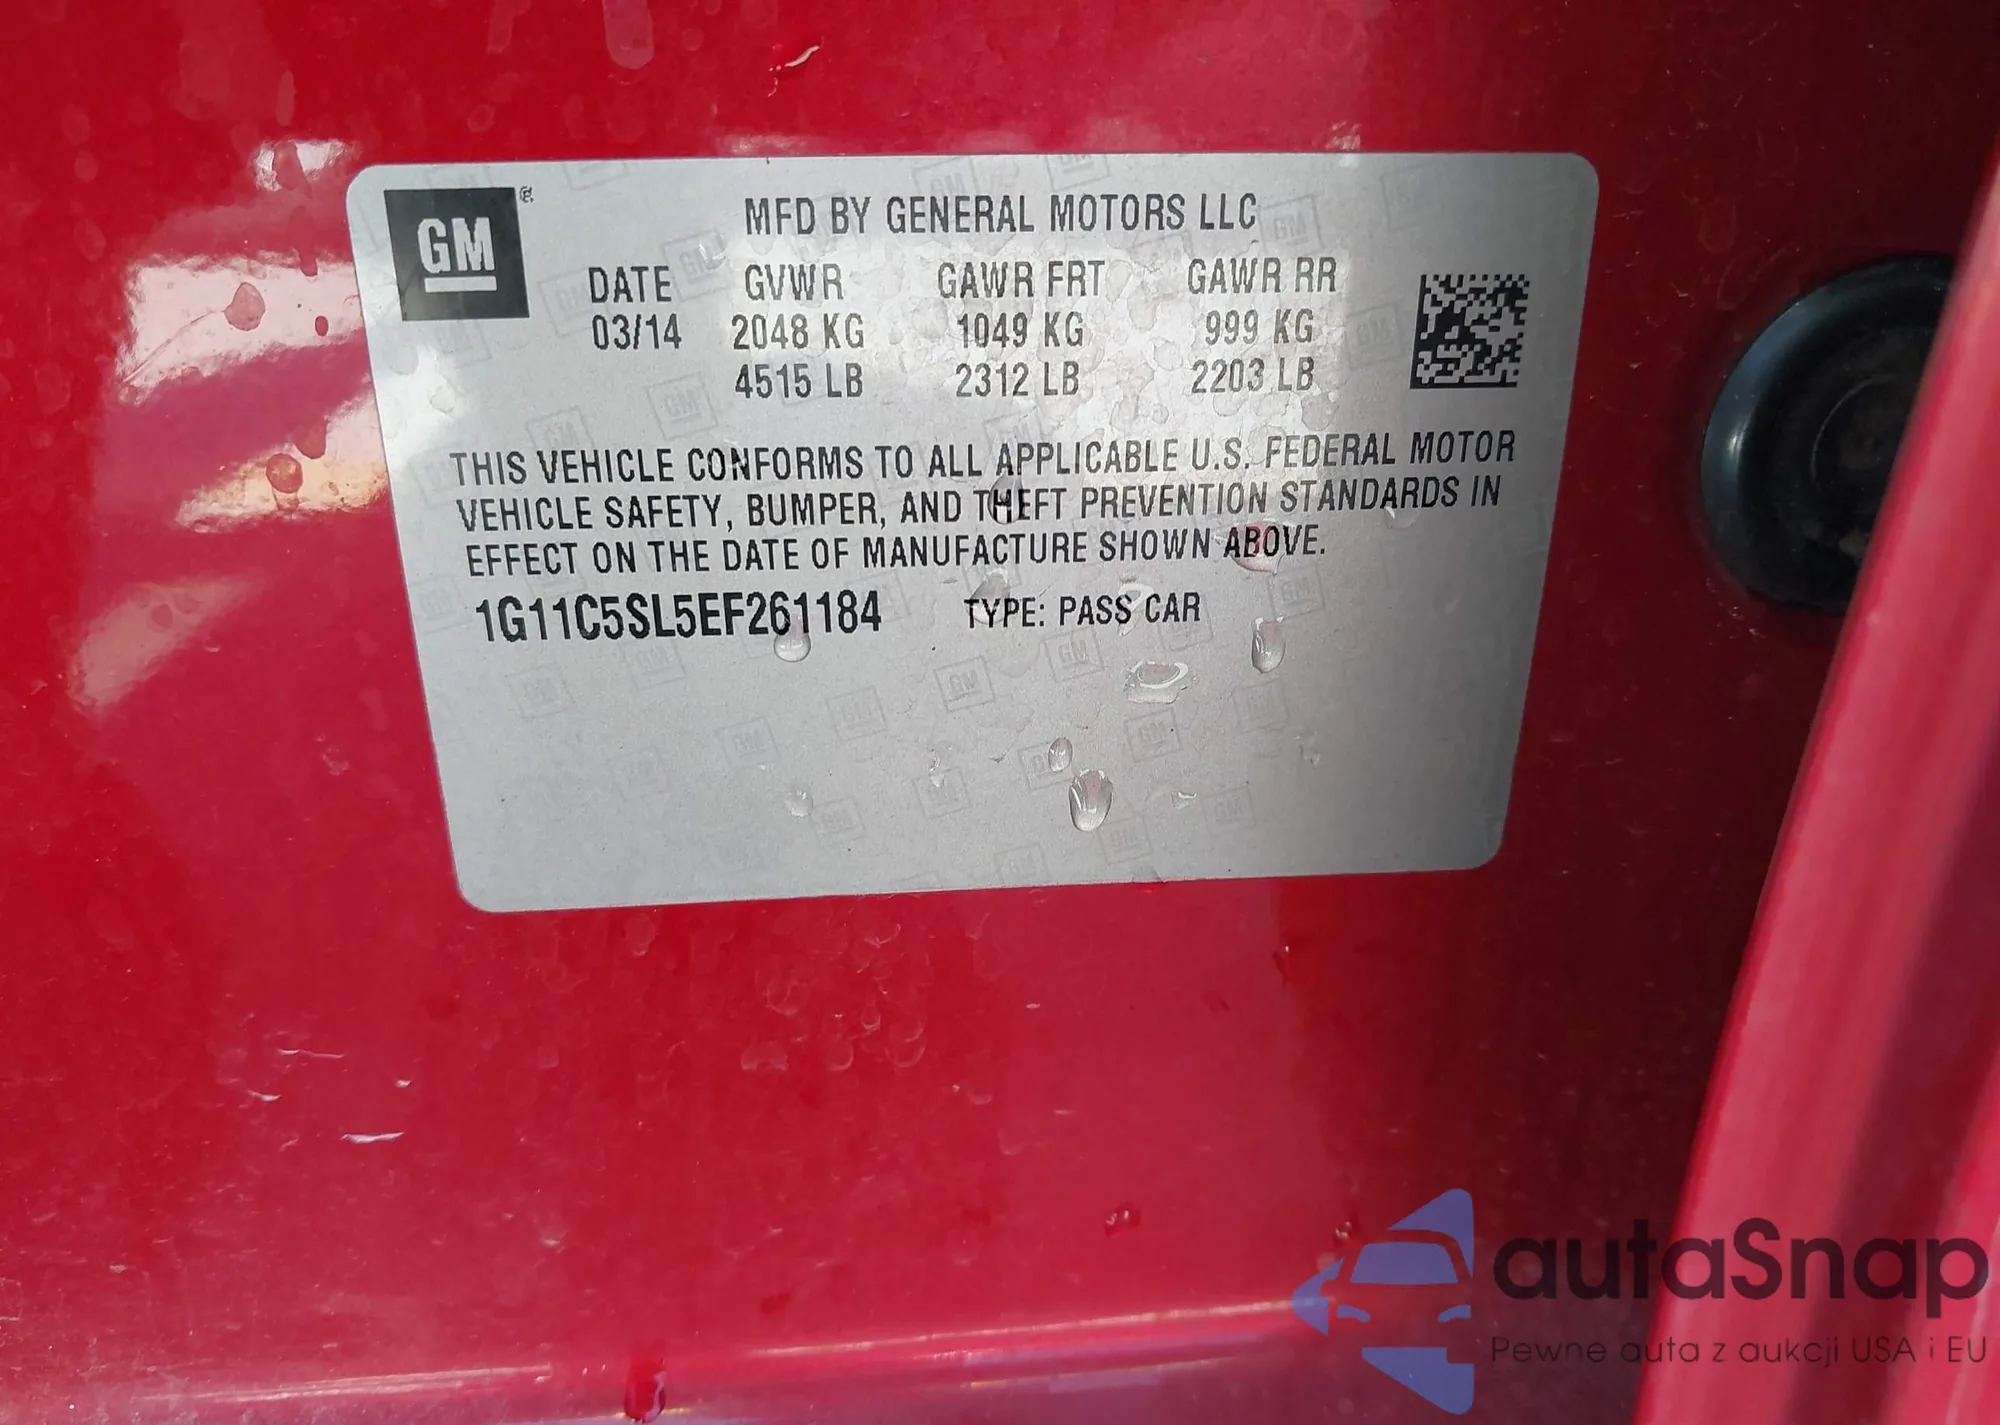 GM
MFD BY GENERAL MOTORS LLC
DATE GVWR GAWR FRT GAWR RR
03/14 2048 KG 1049 KG 999 KG
4515 LB 2312 LB 2203 LB
THIS VEHICLE CONFORMS TO ALL APPLICABLE U.S. FEDERAL MOTOR
VEHICLE SAFETY, BUMPER, AND THEFT PREVENTION STANDARDS IN
EFFECT ON THE DATE OF MANUFACTURE SHOWN ABOVE.
1G11C5SL5EF261184 TYPE: PASS CAR
autaSnap
Pewne auta z aukcji USA i EU